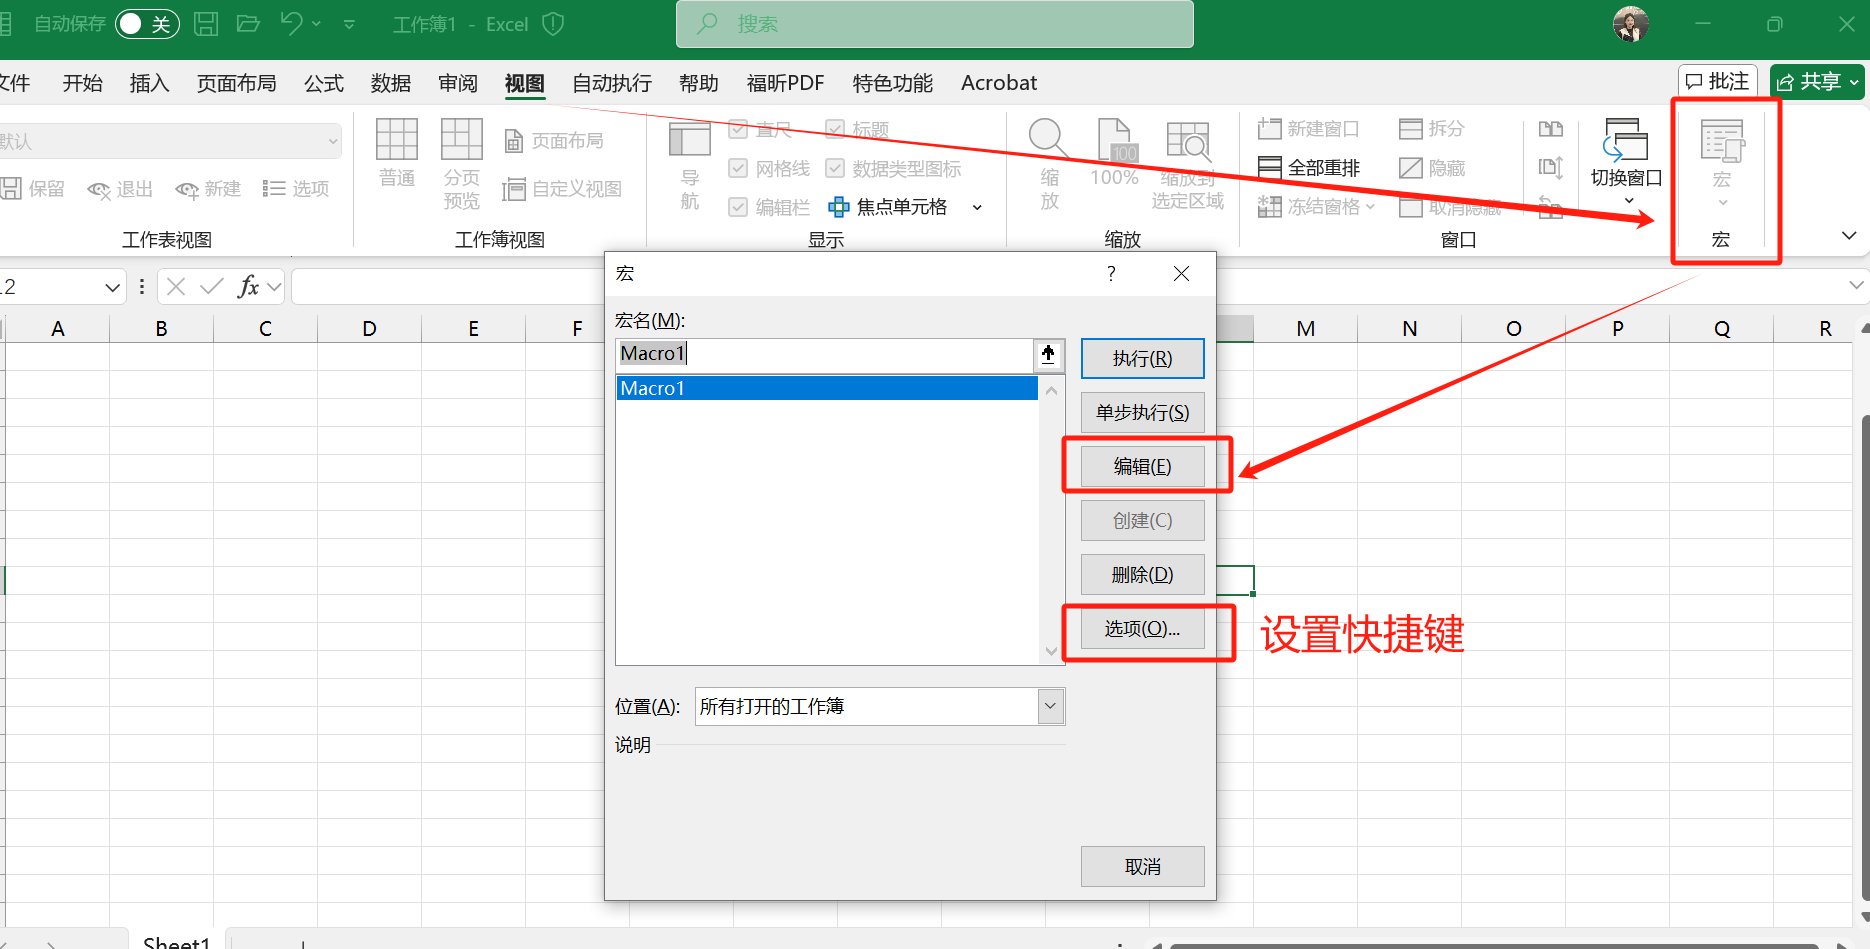 自动保存 关 工作簿1 - Excel 搜索
文件 开始 插入 页面布局 公式 数据 审阅 视图 自动执行 帮助 福昕PDF 特色功能 Acrobat 批注 共享
默认
保留 退出 新建 选项
工作表视图
普通
分页
预览
页面布局
自定义视图
工作簿视图
导
航
直尺 标题
网格线 数据类型图标
编辑栏 焦点单元格
显示
缩
放
100
100%
缩放到
选定区域
缩放
新建窗口 拆分
全部重排 隐藏
冻结窗格 取消隐藏
切换窗口
窗口
宏
宏
fx
A B C D E F M N O P Q R
宏 ?
宏名(M):
Macro1
Macro1
执行(R)
单步执行(S)
编辑(E)
创建(C)
删除(D)
选项(O)...
设置快捷键
位置(A): 所有打开的工作簿
说明
取消
Sheet1